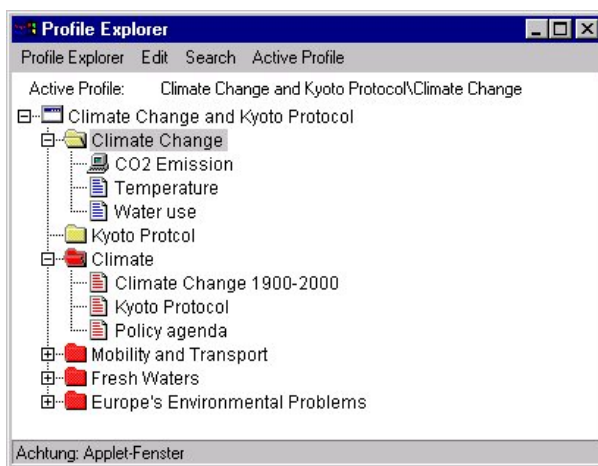 Profile Explorer
Profile Explorer Edit Search Active Profile
Active Profile: Climate Change and Kyoto Protocol\Climate Change
Climate Change and Kyoto Protocol
Climate Change
CO2 Emission
Temperature
Water use
Kyoto Protcol
Climate
Climate Change 1900-2000
Kyoto Protocol
Policy agenda
Mobility and Transport
Fresh Waters
Europe's Environmental Problems
Achtung: Applet-Fenster